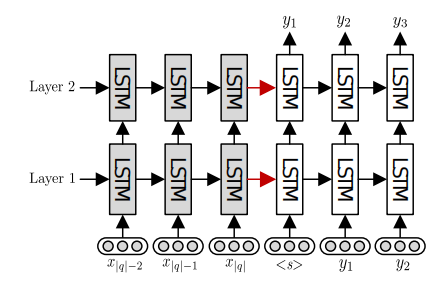 y₁ y₂ y₃
Layer 2 LSTM LSTM LSTM LSTM LSTM LSTM
Layer 1 LSTM LSTM LSTM LSTM LSTM LSTM
x|q|−2 x|q|−1 x|q| <s> y₁ y₂